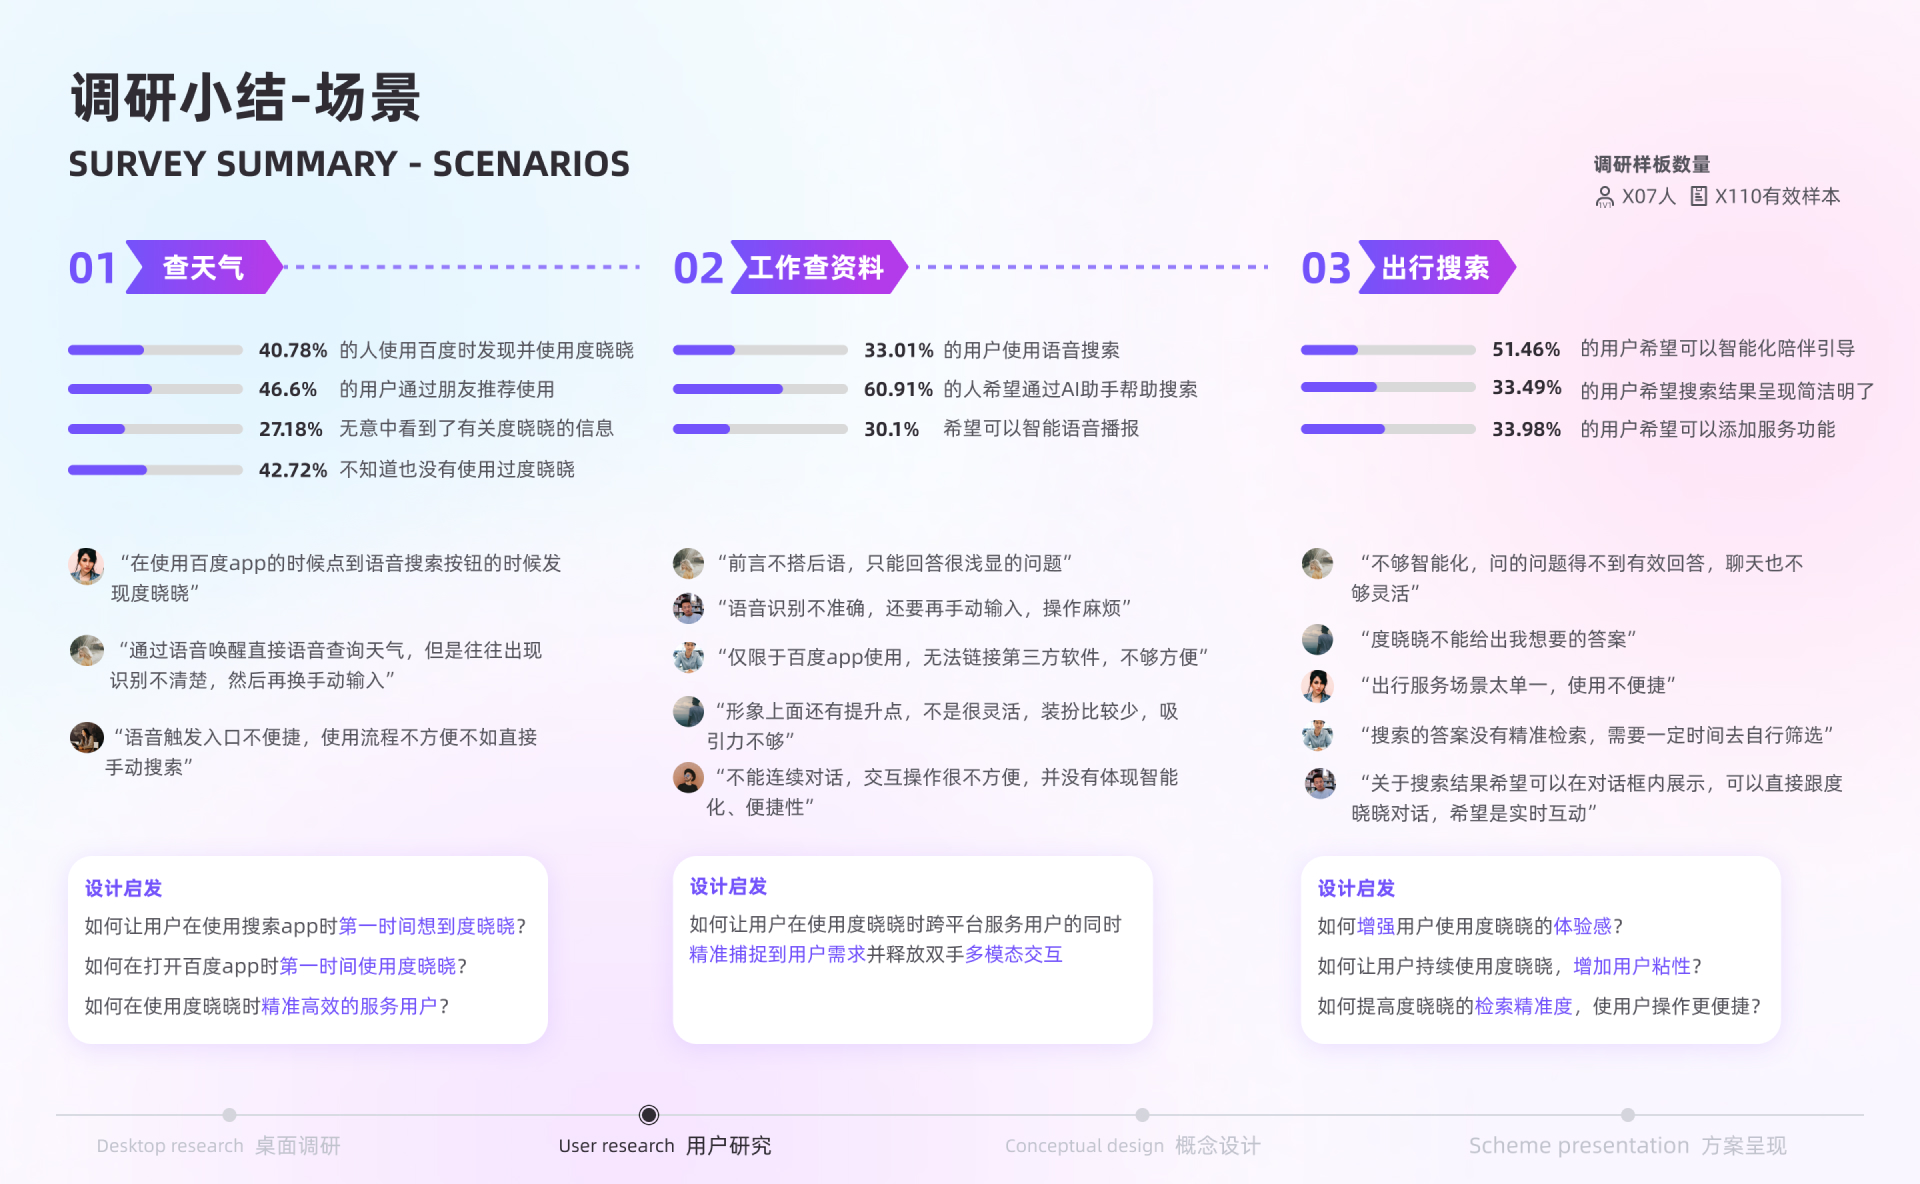 调研小结-场景
SURVEY SUMMARY - SCENARIOS
调研样板数量
X07人 X110有效样本
01 查天气
40.78% 的人使用百度时发现并使用度晓晓
46.6% 的用户通过朋友推荐使用
27.18% 无意中看到了有关度晓晓的信息
42.72% 不知道也没有使用过度晓晓
“在使用百度app的时候点到语音搜索按钮的时候发
现度晓晓”
“通过语音唤醒直接语音查询天气，但是往往出现
识别不清楚，然后再换手动输入”
“语音触发入口不便捷，使用流程不方便不如直接
手动搜索”
设计启发
如何让用户在使用搜索app时第一时间想到度晓晓?
如何在打开百度app时第一时间使用度晓晓?
如何在使用度晓晓时精准高效的服务用户?
02 工作查资料
33.01% 的用户使用语音搜索
60.91% 的人希望通过AI助手帮助搜索
30.1% 希望可以智能语音播报
“前言不搭后语，只能回答很浅显的问题”
“语音识别不准确，还要再手动输入，操作麻烦”
“仅限于百度app使用，无法链接第三方软件，不够方便”
“形象上面还有提升点，不是很灵活，装扮比较少，吸
引力不够”
“不能连续对话，交互操作很不方便，并没有体现智能
化、便捷性”
设计启发
如何让用户在使用度晓晓时跨平台服务用户的同时
精准捕捉到用户需求并释放双手多模态交互
03 出行搜索
51.46% 的用户希望可以智能化陪伴引导
33.49% 的用户希望搜索结果呈现简洁明了
33.98% 的用户希望可以添加服务功能
“不够智能化，问的问题得不到有效回答，聊天也不
够灵活”
“度晓晓不能给出我想要的答案”
“出行服务场景太单一，使用不便捷”
“搜索的答案没有精准检索，需要一定时间去自行筛选”
“关于搜索结果希望可以在对话框内展示，可以直接跟度
晓晓对话，希望是实时互动”
设计启发
如何增强用户使用度晓晓的体验感?
如何让用户持续使用度晓晓，增加用户粘性?
如何提高度晓晓的检索精准度，使用户操作更便捷?
Desktop research 桌面调研
User research 用户研究
Conceptual design 概念设计
Scheme presentation 方案呈现